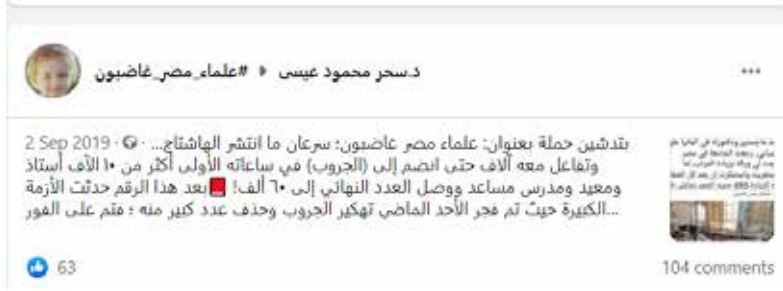 د.سحر محمود عيسى ◂ #علماء_مصر_غاضبون
بتدشين حملة بعنوان: علماء مصر غاضبون؛ سرعان ما انتشر الهاشتاج... · 2 Sep 2019
وتفاعل معه آلاف حتى انضم إلى (الجروب) في ساعاته الأولى أكثر من ١٠ الآف أستاذ
ومعيد ومدرس مساعد ووصل العدد النهائي إلى ٦٠ ألف! بعد هذا الرقم حدثت الأزمة
الكبيرة حيث تم فجر الأحد الماضي تهكير الجروب وحذف عدد كبير منه ؛ فتم على الفور...
63
104 comments